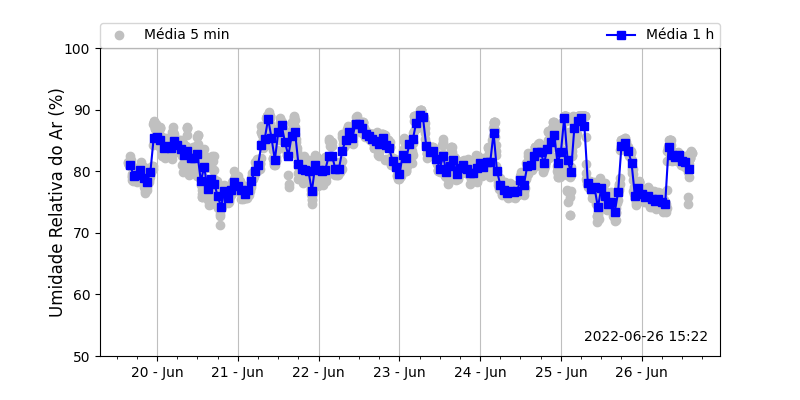 Média 5 min
Média 1 h
Umidade Relativa do Ar (%)
100
90
80
70
60
50
2022-06-26 15:22
20 - Jun
21 - Jun
22 - Jun
23 - Jun
24 - Jun
25 - Jun
26 - Jun